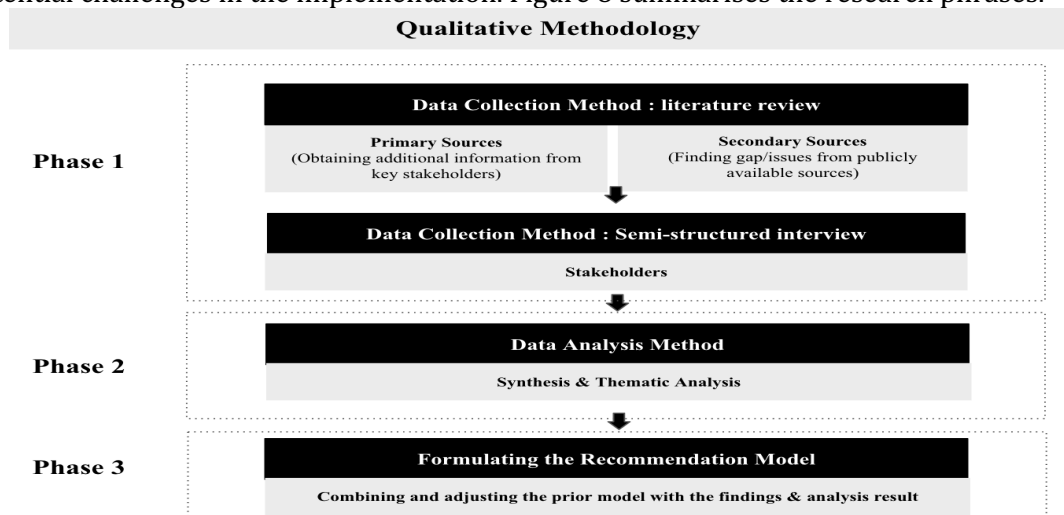 ential challenges in the implementation. Figure 6 summarises the research phrases.
Qualitative Methodology
Phase 1
Data Collection Method : literature review
Primary Sources
(Obtaining additional information from
key stakeholders)
Secondary Sources
(Finding gap/issues from publicly
available sources)
Data Collection Method : Semi-structured interview
Stakeholders
Phase 2
Data Analysis Method
Synthesis & Thematic Analysis
Phase 3
Formulating the Recommendation Model
Combining and adjusting the prior model with the findings & analysis result